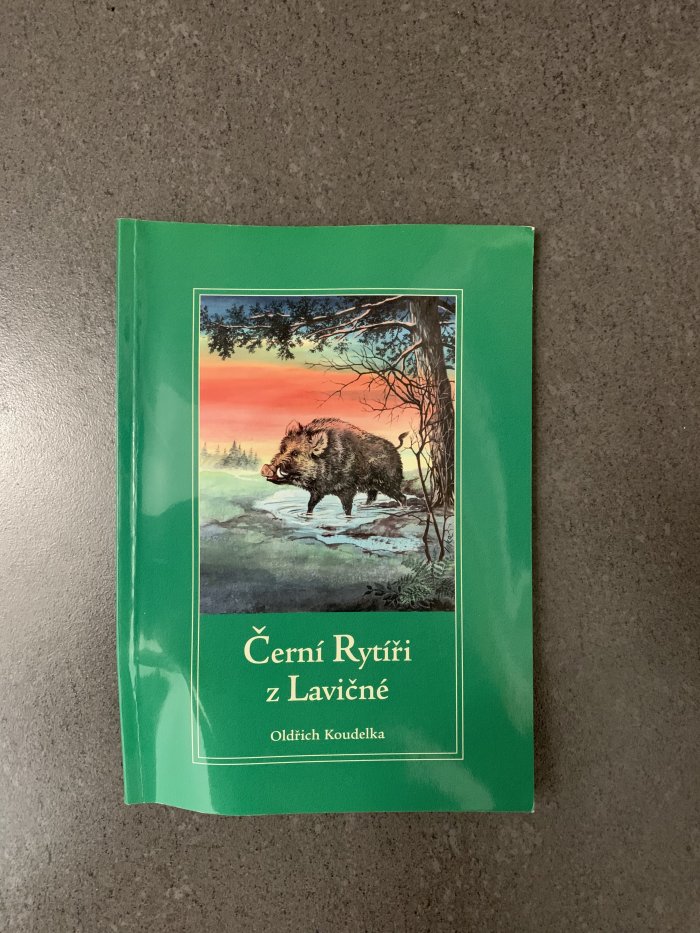 Černí Rytíři
z Lavičné
Oldřich Koudelka